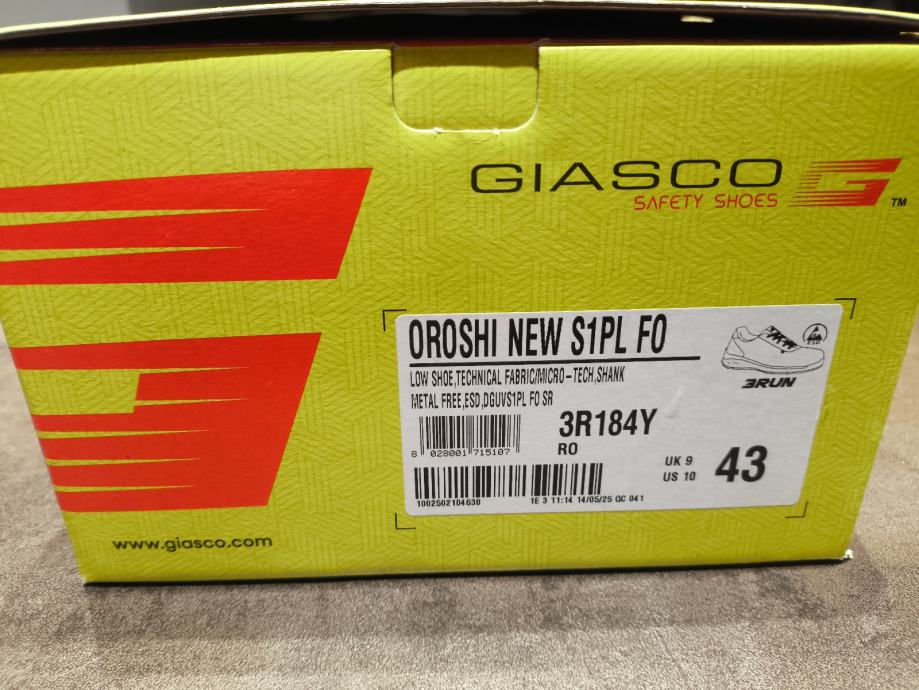 GIASCO
SAFETY SHOES
G ™
OROSHI NEW S1PL FO
LOW SHOE,TECHNICAL FABRIC/MICRO-TECH,SHANK
METAL FREE,ESD,DGUVS1PL FO SR
ESD
3RUN
3R184Y
RO
8 028001 715107
UK 9
US 10
43
1002502104630
TE 3 11:14 14/05/25 QC 041
www.giasco.com